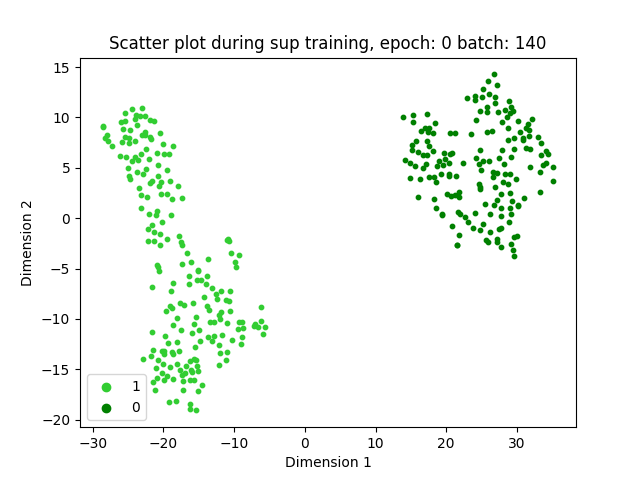 Scatter plot during sup training, epoch: 0 batch: 140
15
10
5
0
−5
−10
−15
−20
Dimension 2
1
0
−30 −20 −10 0 10 20 30
Dimension 1